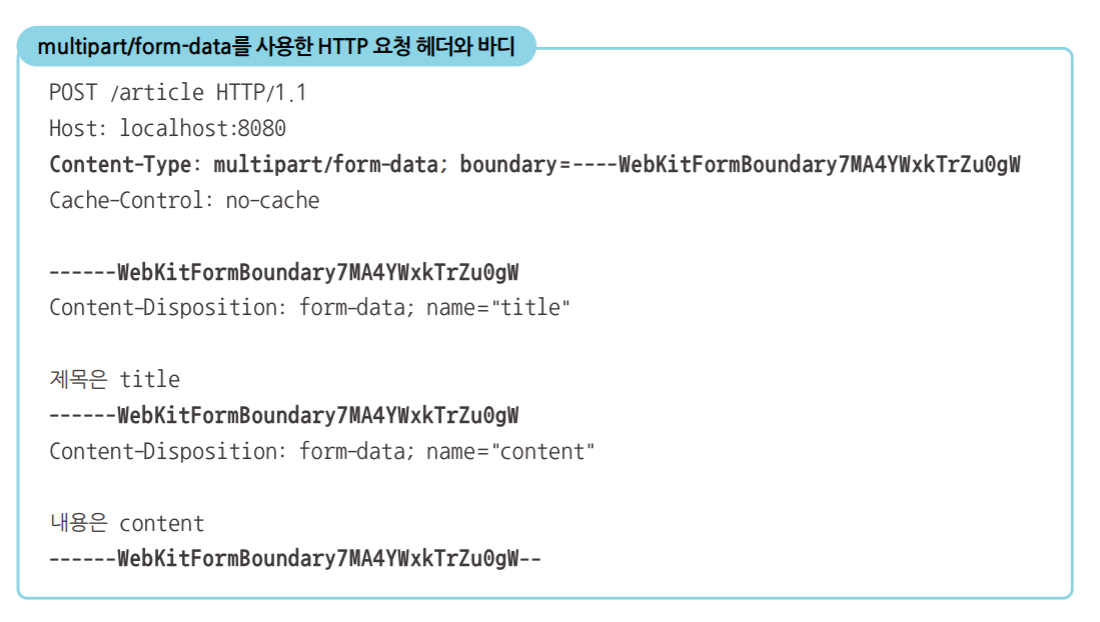 multipart/form-data를 사용한 HTTP 요청 헤더와 바디
POST /article HTTP/1.1
Host: localhost:8080
Content-Type: multipart/form-data; boundary=----WebKitFormBoundary7MA4YWxkTrZu0gW
Cache-Control: no-cache
------WebKitFormBoundary7MA4YWxkTrZu0gW
Content-Disposition: form-data; name="title"
제목은 title
------WebKitFormBoundary7MA4YWxkTrZu0gW
Content-Disposition: form-data; name="content"
내용은 content
------WebKitFormBoundary7MA4YWxkTrZu0gW--